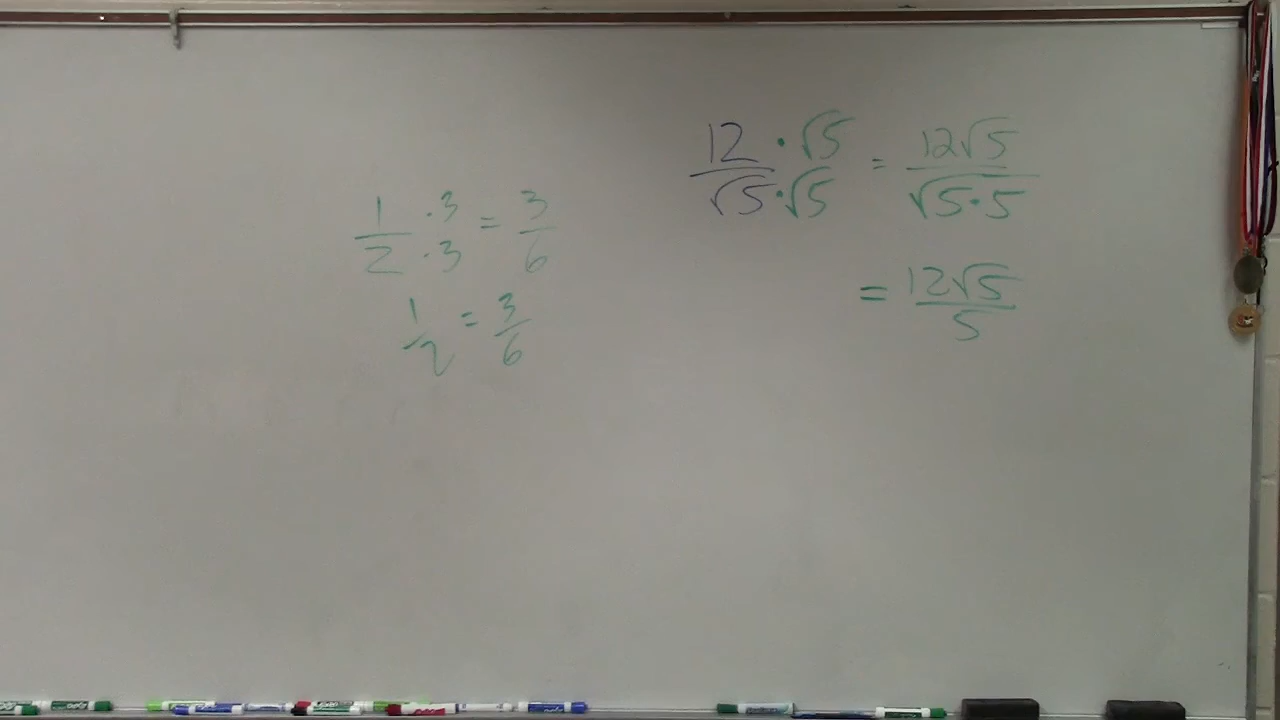 1/2 · 3/· 3 = 3/6
1/2 = 3/6
12/√5 · √5/· √5 = 12√5/√5·5
= 12√5/5